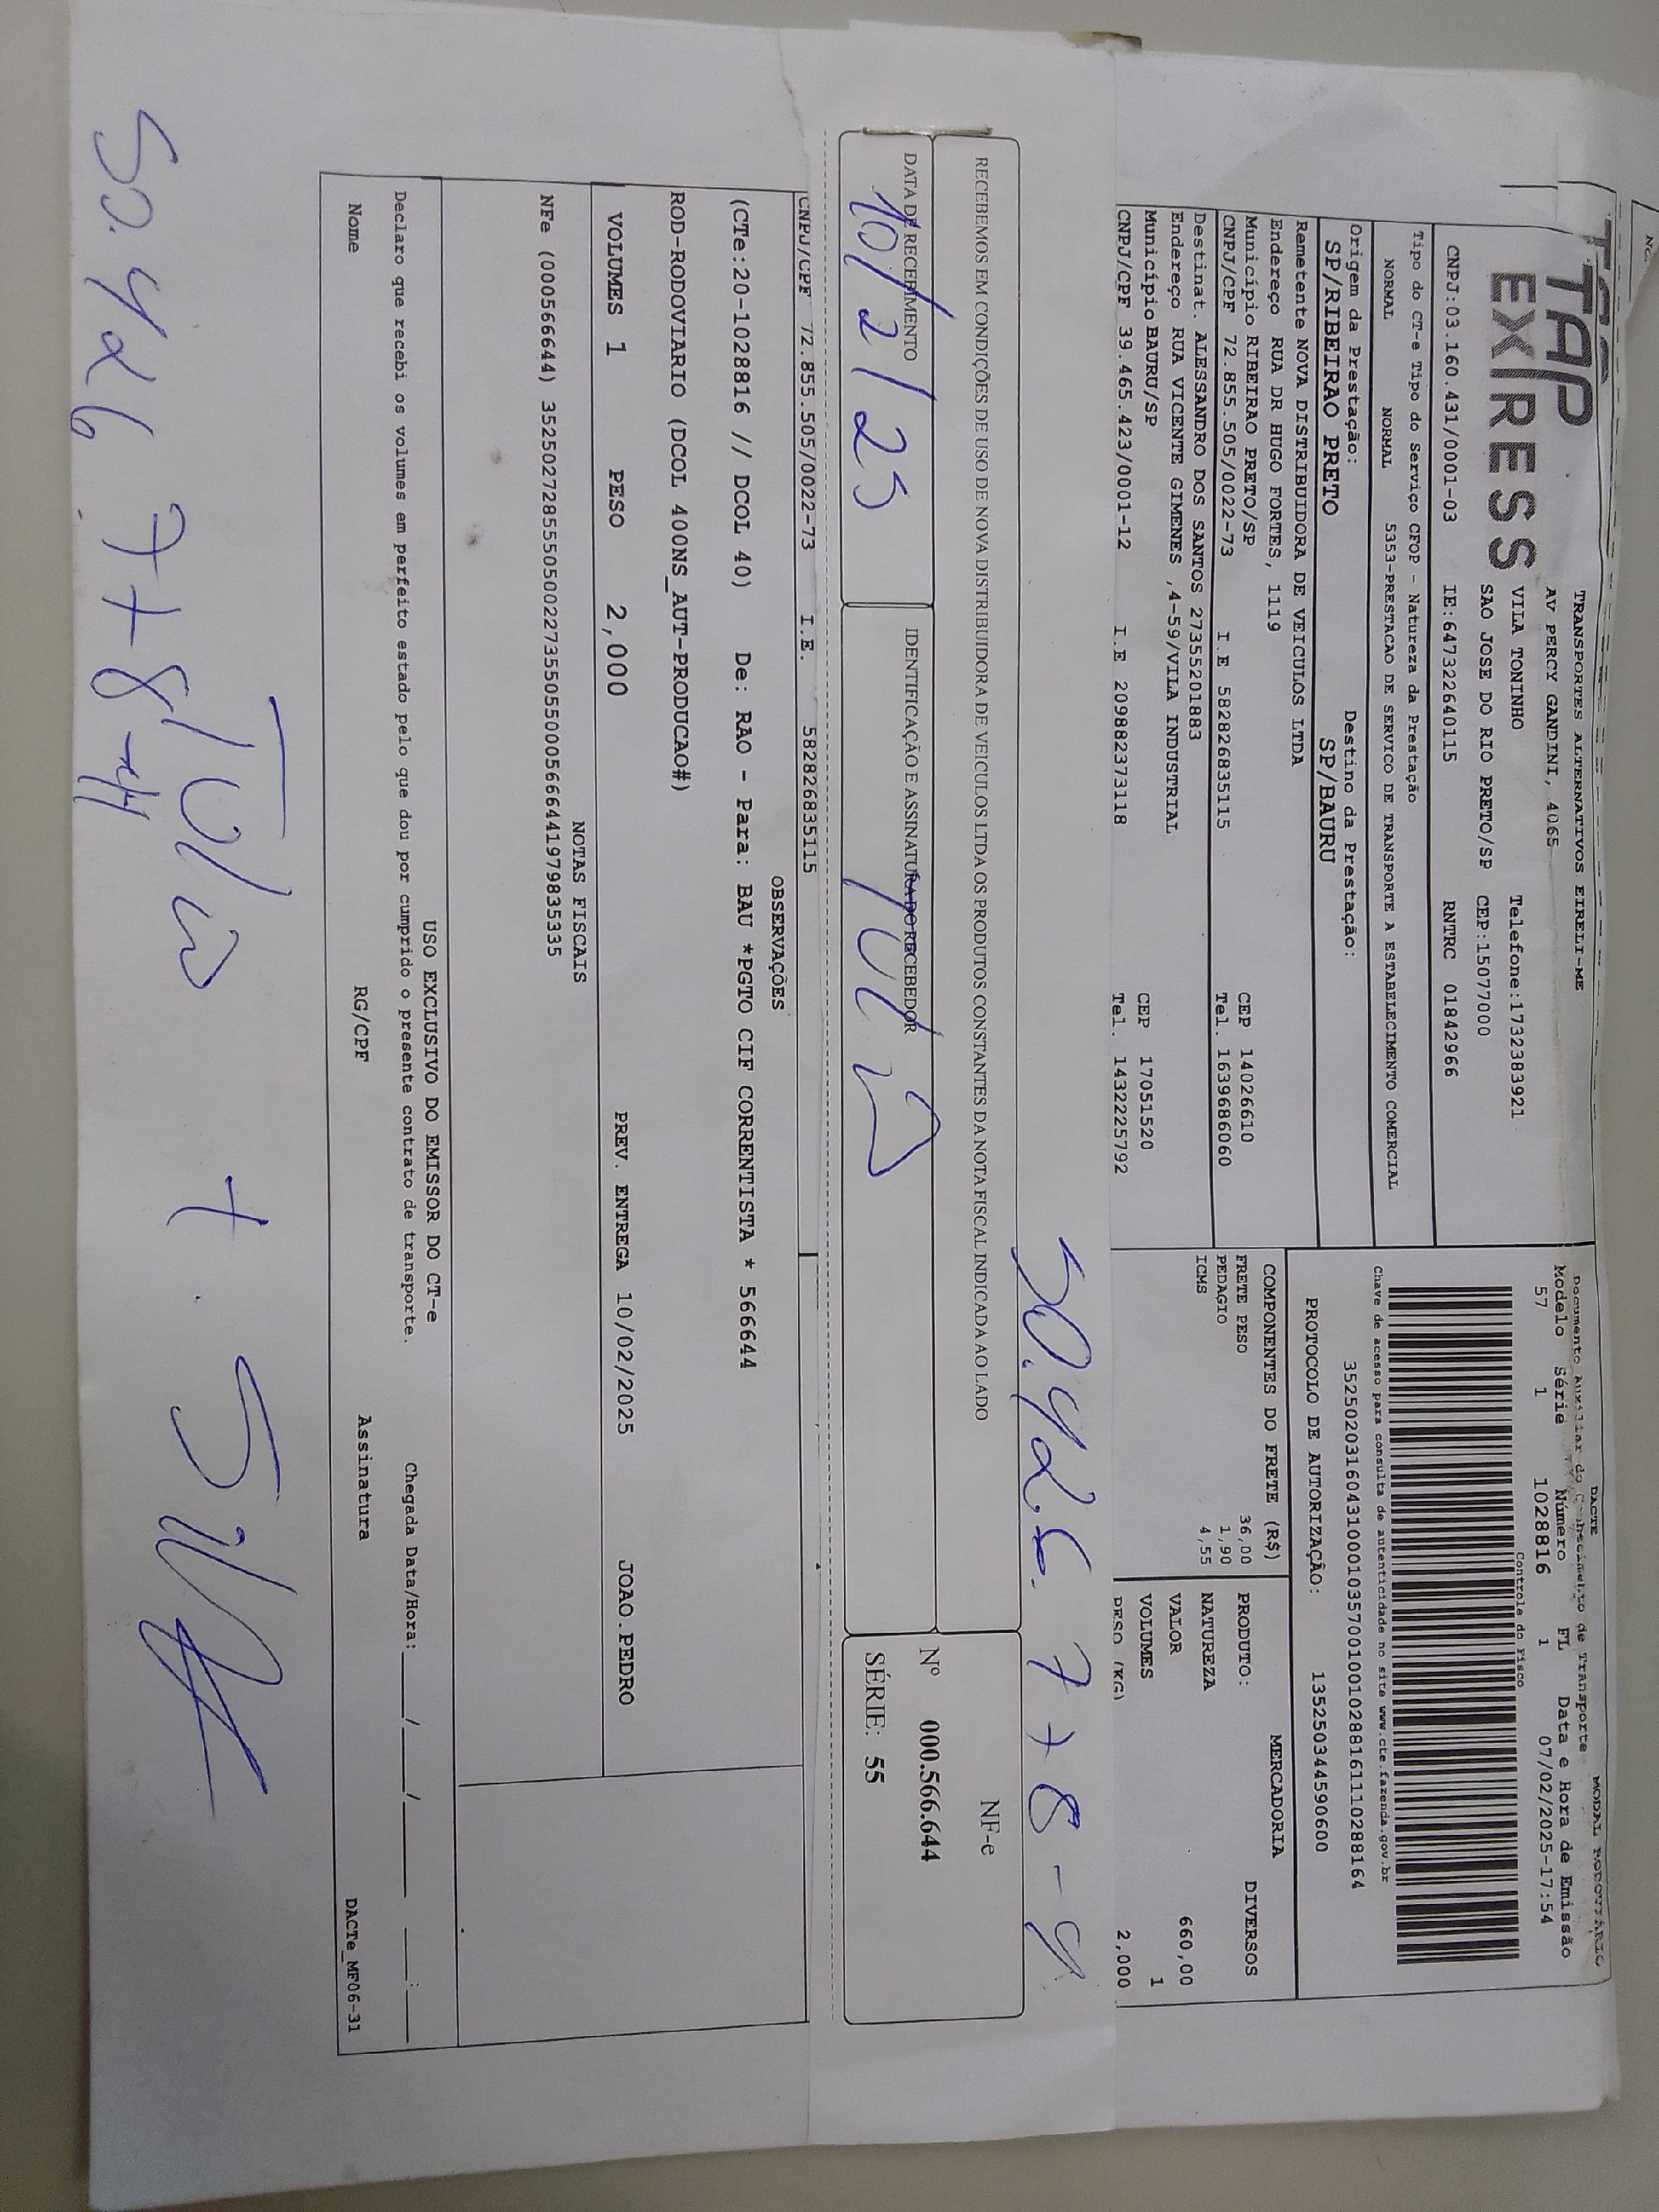 TAP
EXPRESS
TRANSPORTES ALTERNATIVOS EIRELI-ME
AV PERCY GANDINI, 4065
VILA TONINHO Telefone:1732383921
SAO JOSE DO RIO PRETO/SP CEP:15077000
CNPJ:03.160.431/0001-03 IE:647322640115 RNTRC 01842966
DACTE MODAL RODOVIÁRIO
Documento Auxiliar do Conhecimento de Transporte
Modelo Série Número FL Data e Hora de Emissão
57 1 1028816 1 07/02/2025-17:54
Controle do Fisco
Tipo do CT-e Tipo do Serviço CFOP - Natureza da Prestação
NORMAL NORMAL 5353-PRESTACAO DE SERVICO DE TRANSPORTE A ESTABELECIMENTO COMERCIAL
Chave de acesso para consulta de autenticidade no site www.cte.fazenda.gov.br
35250203160431000103570010010288161110288164
Origem da Prestação: Destino da Prestação:
SP/RIBEIRAO PRETO SP/BAURU
PROTOCOLO DE AUTORIZAÇÃO: 135250344590600
Remetente NOVA DISTRIBUIDORA DE VEICULOS LTDA
Endereço RUA DR HUGO FORTES, 1119
Município RIBEIRAO PRETO/SP CEP 14026610
CNPJ/CPF 72.855.505/0022-73 I.E 582826835115 Tel. 1639686060
Destinat. ALESSANDRO DOS SANTOS 27355201883
Endereço RUA VICENTE GIMENES ,4-59/VILA INDUSTRIAL
Município BAURU/SP CEP 17051520
CNPJ/CPF 39.465.423/0001-12 I.E 209882373118 Tel. 1432225792
COMPONENTES DO FRETE (R$)
FRETE PESO 36,00
PEDAGIO 1,90
ICMS 4,55
MERCADORIA
PRODUTO: DIVERSOS
NATUREZA
VALOR 660,00
VOLUMES 1
PESO (KG) 2,000
50.426.7+8-4
RECEBEMOS EM CONDIÇÕES DE USO DE NOVA DISTRIBUIDORA DE VEICULOS LTDA OS PRODUTOS CONSTANTES DA NOTA FISCAL INDICADA AO LADO
NF-e
DATA DE RECEBIMENTO IDENTIFICAÇÃO E ASSINATURA DO RECEBEDOR
Nº 000.566.644
SÉRIE: 55
10/2/25
CNPJ/CPF 72.855.505/0022-73 I.E. 582826835115
OBSERVAÇÕES
(CTe:20-1028816 // DCOL 40) De: RAO - Para: BAU *PGTO CIF CORRENTISTA * 566644
ROD-RODOVIARIO (DCOL 400NS_AUT-PRODUCAO#)
VOLUMES 1 PESO 2,000 PREV. ENTREGA 10/02/2025 JOAO.PEDRO
NOTAS FISCAIS
NFe (000566644) 35250272855505002273550550005666441979835335
USO EXCLUSIVO DO EMISSOR DO CT-e
Declaro que recebi os volumes em perfeito estado pelo que dou por cumprido o presente contrato de transporte. Chegada Data/Hora: ___/___/____ __:__
Nome RG/CPF Assinatura DACTe_MF06-31
50.426.7+8-4